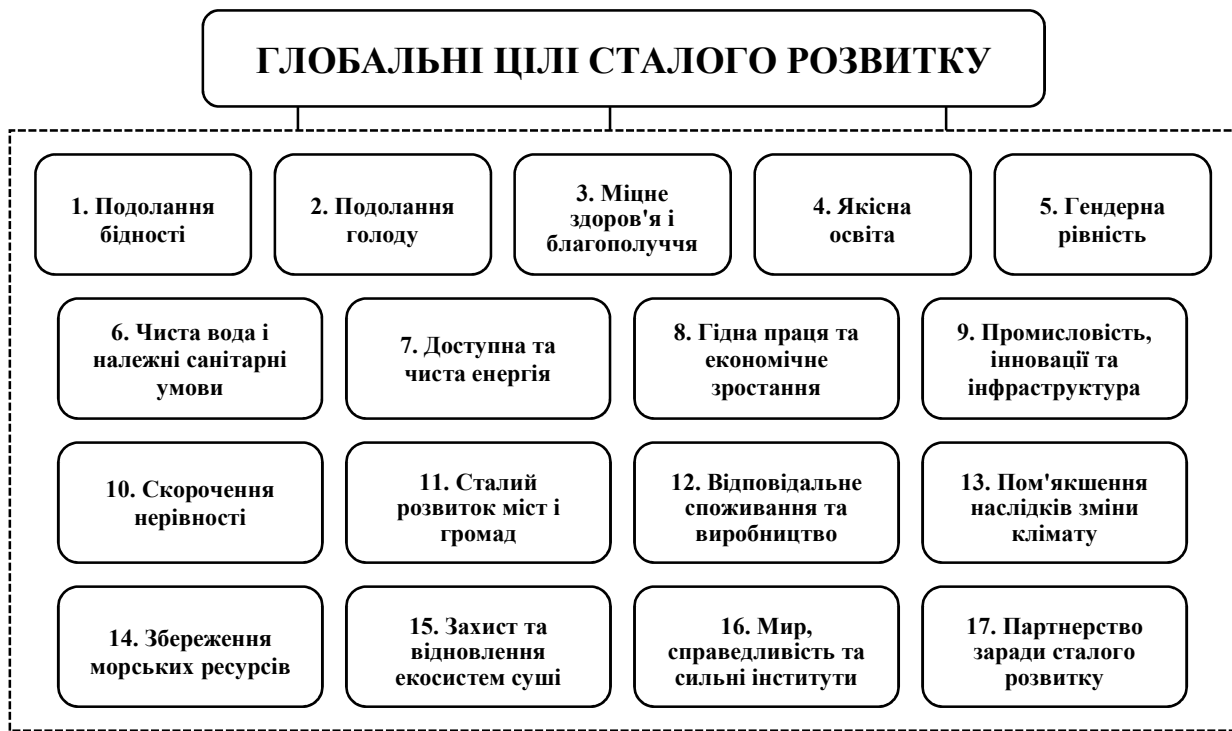 ГЛОБАЛЬНІ ЦІЛІ СТАЛОГО РОЗВИТКУ
1. Подолання
бідності
2. Подолання
голоду
3. Міцне
здоров'я і
благополуччя
4. Якісна
освіта
5. Гендерна
рівність
6. Чиста вода і
належні санітарні
умови
7. Доступна та
чиста енергія
8. Гідна праця та
економічне
зростання
9. Промисловість,
інновації та
інфраструктура
10. Скорочення
нерівності
11. Сталий
розвиток міст і
громад
12. Відповідальне
споживання та
виробництво
13. Пом'якшення
наслідків зміни
клімату
14. Збереження
морських ресурсів
15. Захист та
відновлення
екосистем суші
16. Мир,
справедливість та
сильні інститути
17. Партнерство
заради сталого
розвитку